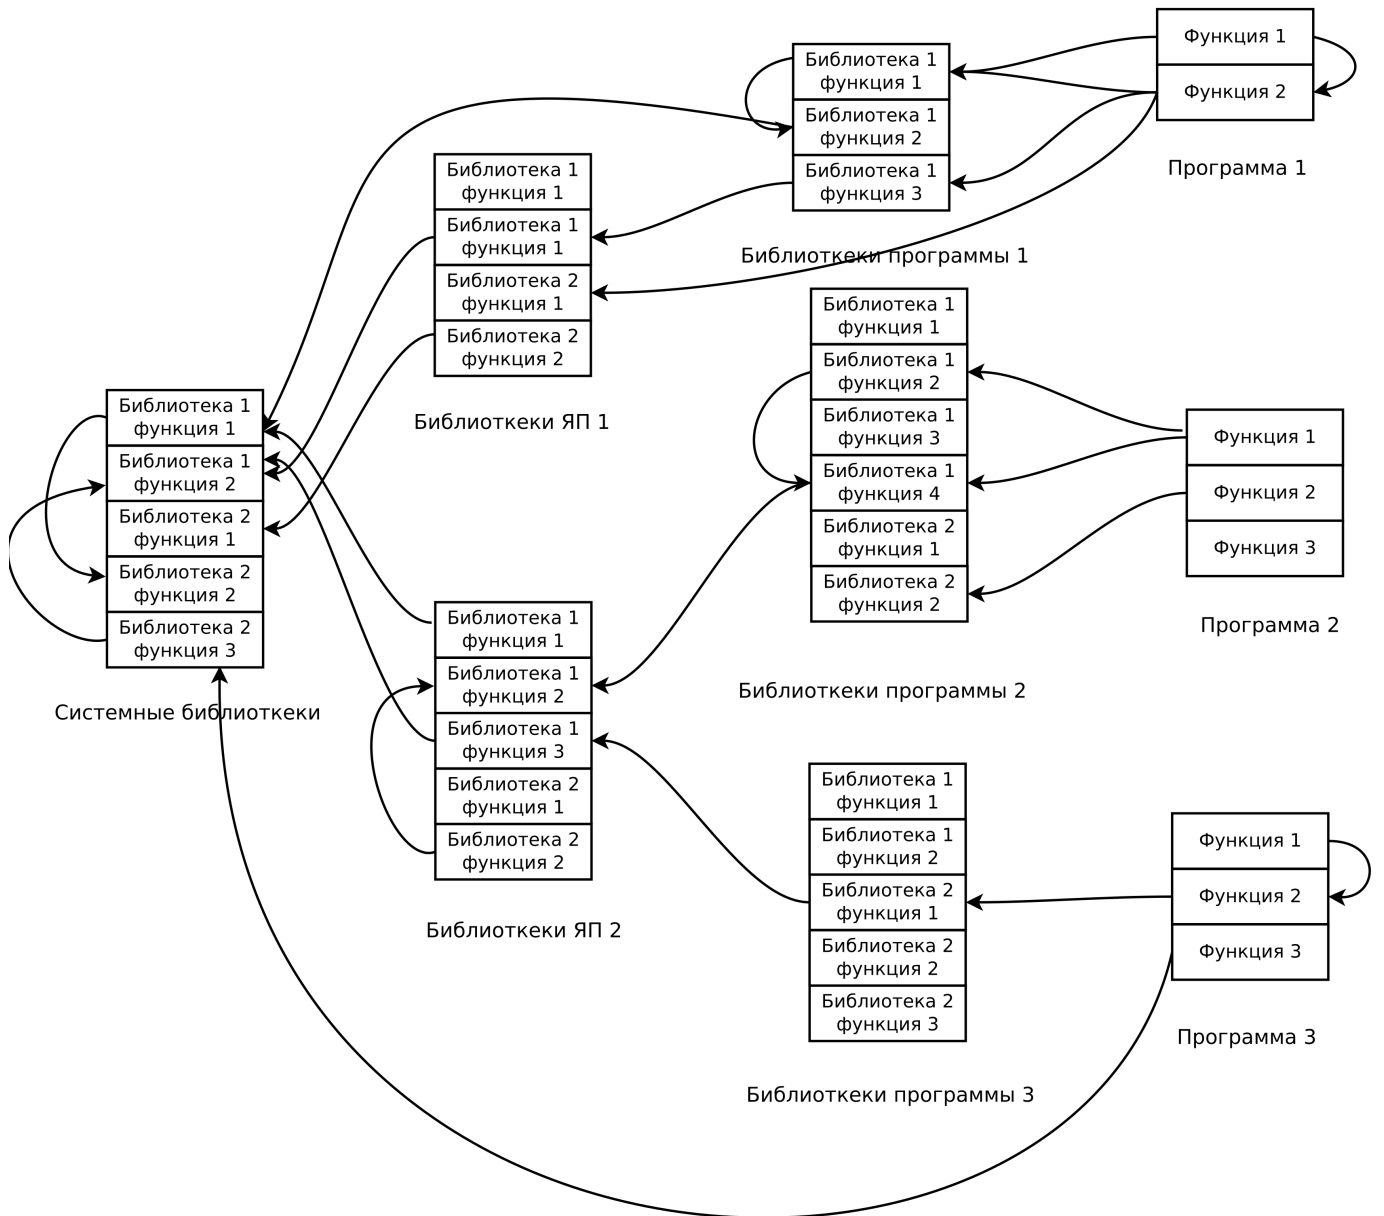 Функция 1
Функция 2
Программа 1
Библиотека 1
функция 1
Библиотека 1
функция 2
Библиотека 1
функция 3
Библиоткеки программы 1
Библиотека 1
функция 1
Библиотека 1
функция 1
Библиотека 2
функция 1
Библиотека 2
функция 2
Библиоткеки ЯП 1
Библиотека 1
функция 1
Библиотека 1
функция 2
Библиотека 1
функция 3
Библиотека 1
функция 4
Библиотека 2
функция 1
Библиотека 2
функция 2
Библиоткеки программы 2
Функция 1
Функция 2
Функция 3
Программа 2
Библиотека 1
функция 1
Библиотека 1
функция 2
Библиотека 2
функция 1
Библиотека 2
функция 2
Библиотека 2
функция 3
Системные библиоткеки
Библиотека 1
функция 1
Библиотека 1
функция 2
Библиотека 1
функция 3
Библиотека 2
функция 1
Библиотека 2
функция 2
Библиоткеки ЯП 2
Библиотека 1
функция 1
Библиотека 1
функция 2
Библиотека 2
функция 1
Библиотека 2
функция 2
Библиотека 2
функция 3
Библиоткеки программы 3
Функция 1
Функция 2
Функция 3
Программа 3